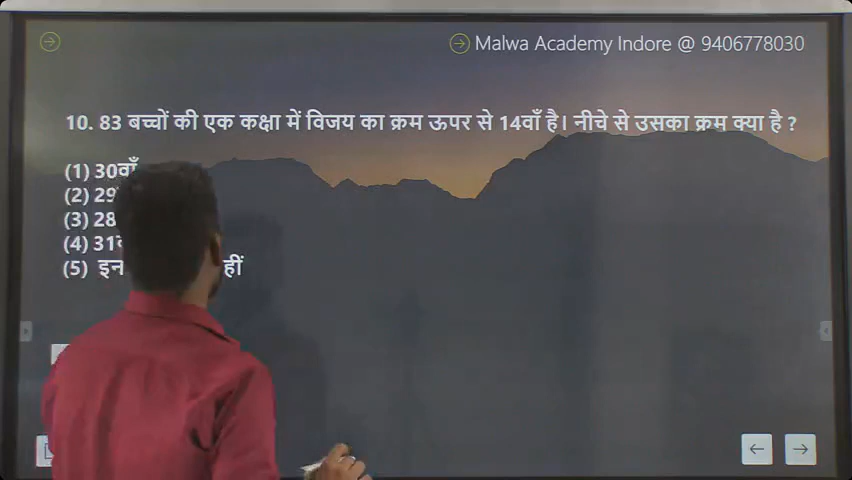 Malwa Academy Indore @ 9406778030
10. 83 बच्चों की एक कक्षा में विजय का क्रम ऊपर से 14वाँ है। नीचे से उसका क्रम क्या है ?
(1) 30वाँ
(2) 29
(3) 28
(4) 31
(5) इन